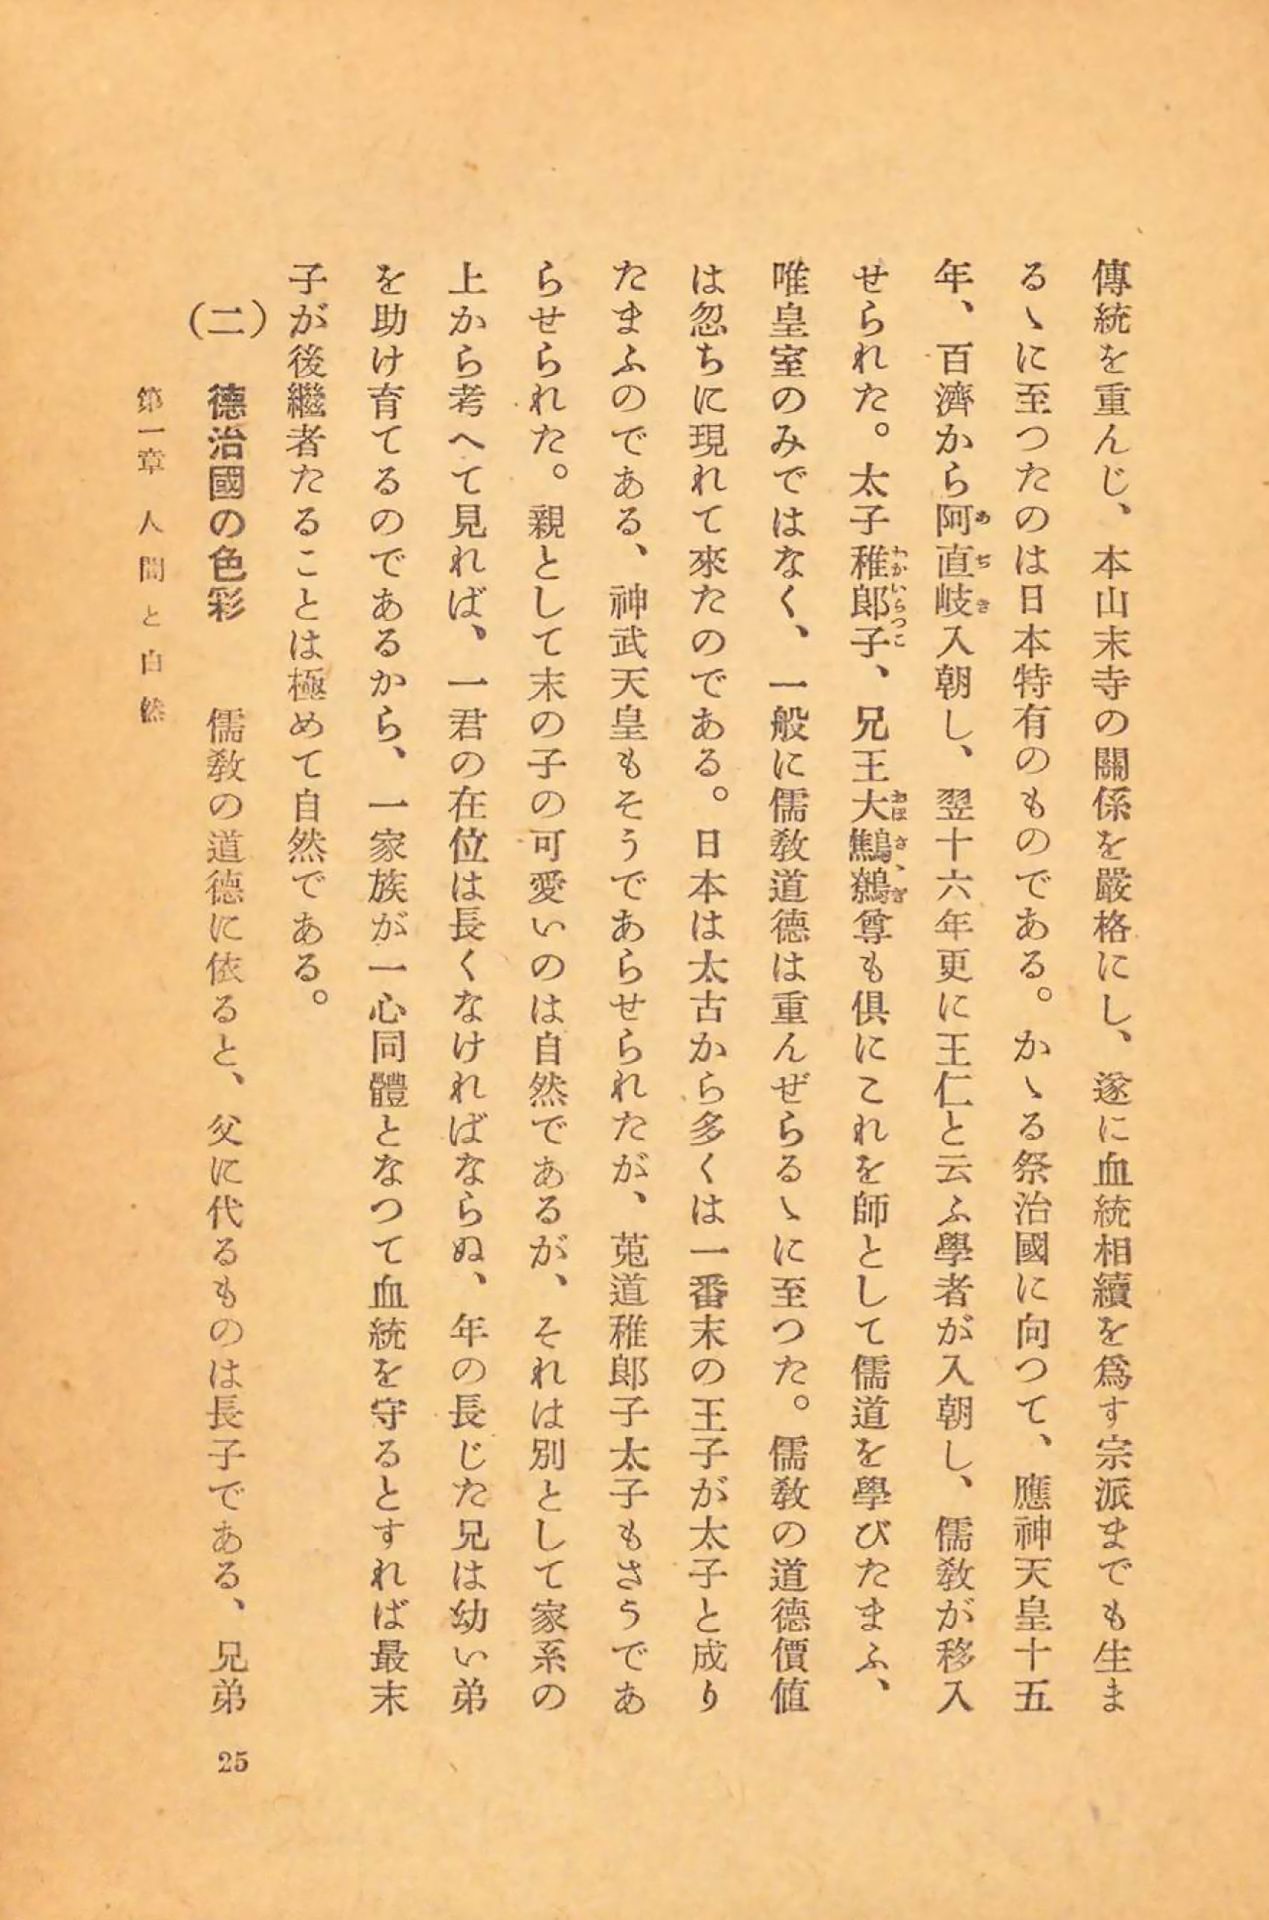 傳統を重んじ、本山末寺の關係を嚴格にし、遂に血統相續を爲す宗派までも生ま
るゝに至つたのは日本特有のものである。かゝる祭治國に向つて、應神天皇十五
年、百濟から阿直岐入朝し、翌十六年更に王仁と云ふ學者が入朝し、儒教が移入
せられた。太子稚郎子、兄王大鷦鷯尊も俱にこれを師として儒道を學びたまふ、
唯皇室のみではなく、一般に儒教道德は重んぜらるゝに至つた。儒教の道德價値
は忽ちに現れて來たのである。日本は太古から多くは一番末の王子が太子と成り
たまふのである、神武天皇もそうであらせられたが、菟道稚郎子太子もさうであ
らせられた。親として末の子の可愛いのは自然であるが、それは別として家系の
上から考へて見れば、一君の在位は長くなければならぬ、年の長じた兄は幼い弟
を助け育てるのであるから、一家族が一心同體となつて血統を守るとすれば最末
子が後繼者たることは極めて自然である。
（二）　德治國の色彩　　儒教の道德に依ると、父に代るものは長子である、兄弟
第一章　人間と自然
25